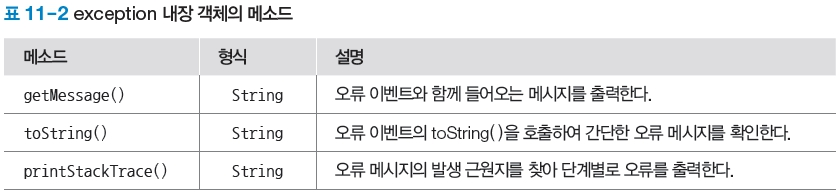 표 11-2 exception 내장 객체의 메소드
메소드 형식 설명
getMessage() String 오류 이벤트와 함께 들어오는 메시지를 출력한다.
toString() String 오류 이벤트의 toString()을 호출하여 간단한 오류 메시지를 확인한다.
printStackTrace() String 오류 메시지의 발생 근원지를 찾아 단계별로 오류를 출력한다.